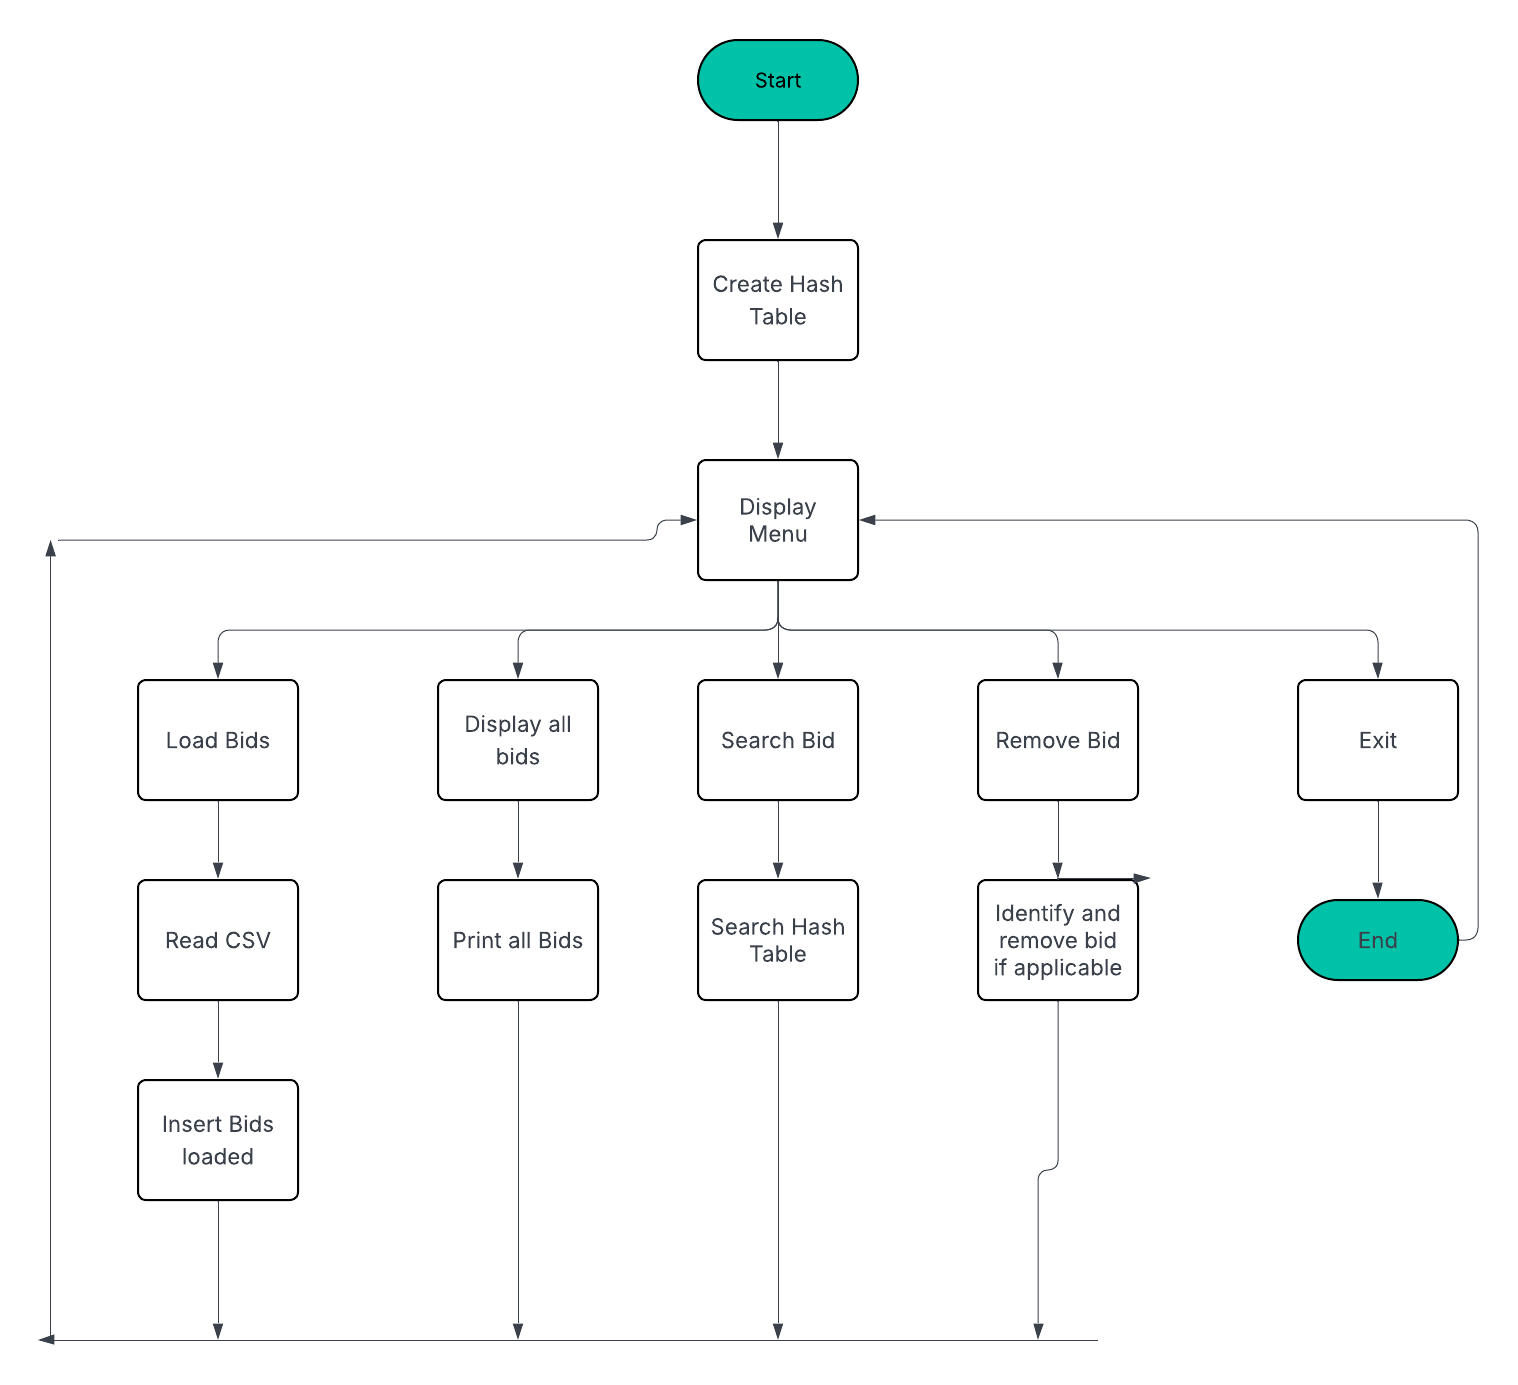 Start
Create Hash
Table
Display
Menu
Load Bids
Display all
bids
Search Bid
Remove Bid
Exit
Read CSV
Print all Bids
Search Hash
Table
Identify and
remove bid
if applicable
End
Insert Bids
loaded